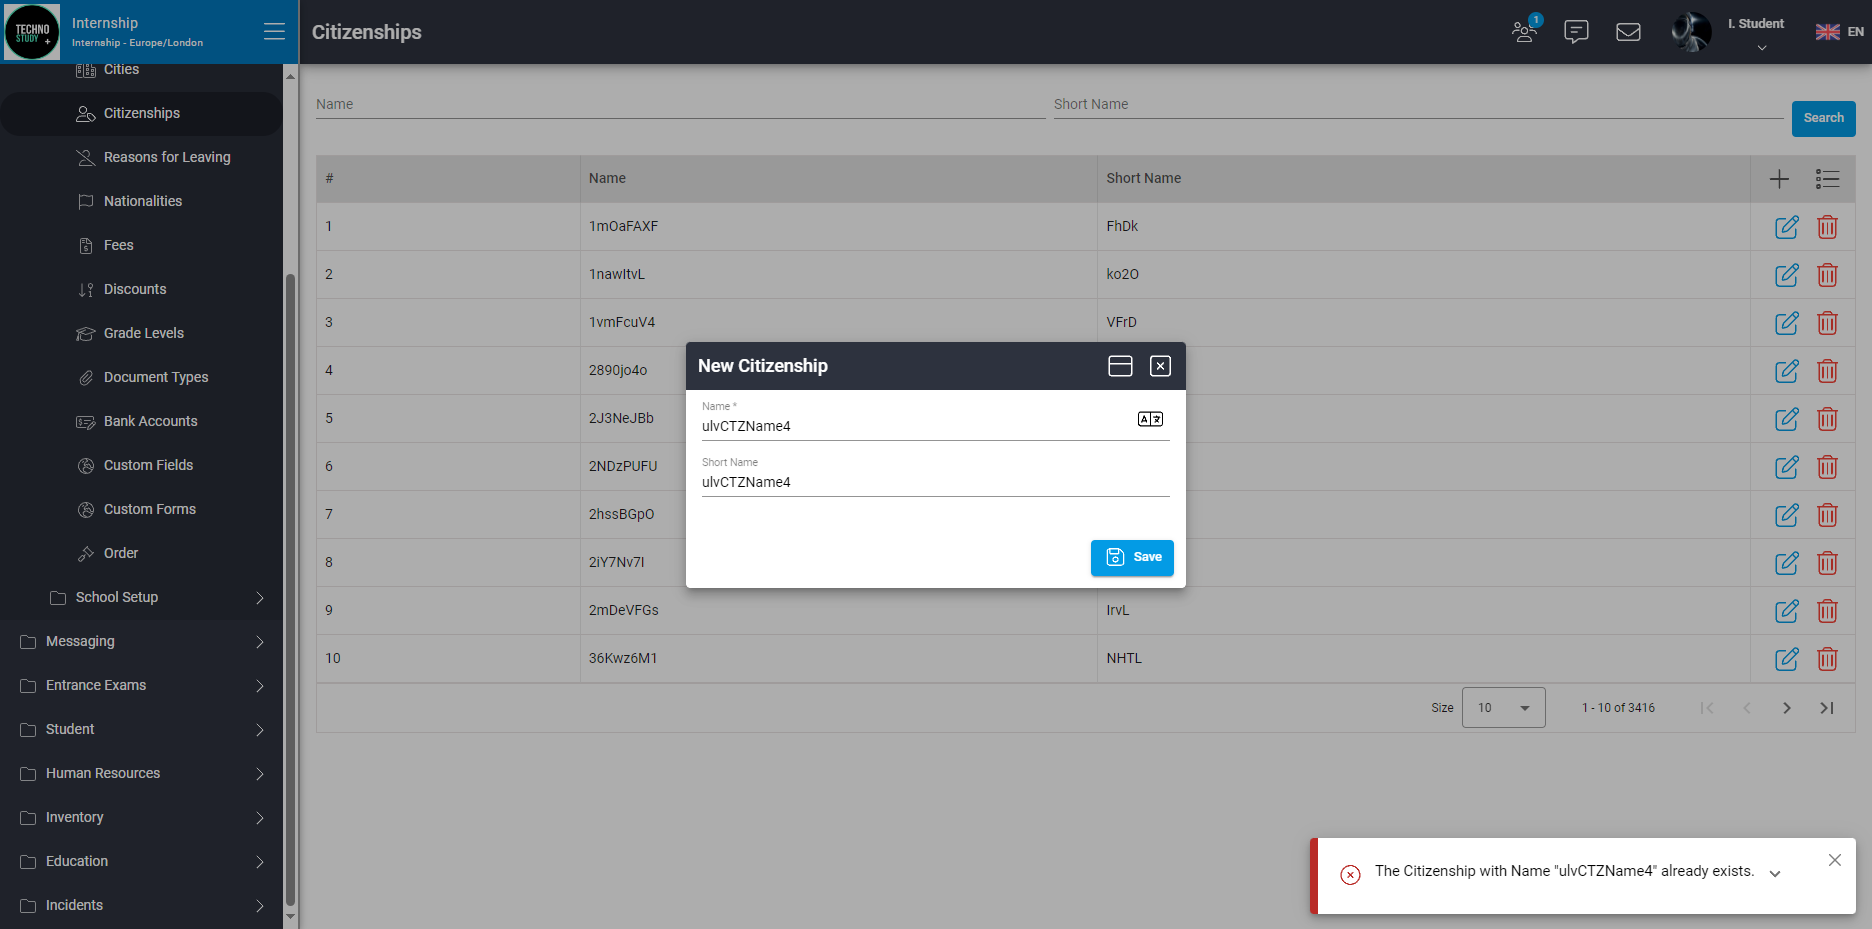 TECHNO
STUDY
Internship
Internship - Europe/London
Citizenships
1
I. Student
EN
Cities
Citizenships
Reasons for Leaving
Nationalities
Fees
Discounts
Grade Levels
Document Types
Bank Accounts
Custom Fields
Custom Forms
Order
School Setup
Messaging
Entrance Exams
Student
Human Resources
Inventory
Education
Incidents
Name
Short Name
Search
# Name Short Name
1 1mOaFAXF FhDk
2 1nawItvL ko2O
3 1vmFcuV4 VFrD
4 2890jo4o
5 2J3NeJBb
6 2NDzPUFU
7 2hssBGpO
8 2iY7Nv7I
9 2mDeVFGs IrvL
10 36Kwz6M1 NHTL
Size 10 1 - 10 of 3416
New Citizenship
Name *
ulvCTZName4
Short Name
ulvCTZName4
Save
The Citizenship with Name "ulvCTZName4" already exists.